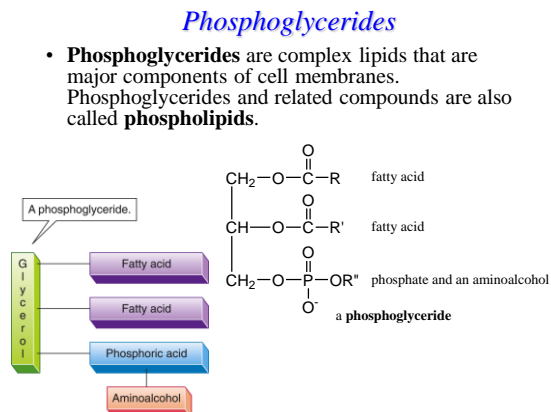 Phosphoglycerides
• Phosphoglycerides are complex lipids that are
major components of cell membranes.
Phosphoglycerides and related compounds are also
called phospholipids.
O
CH2—O—C—R fatty acid
O
CH—O—C—R' fatty acid
O
CH2—O—P—OR" phosphate and an aminoalcohol
O-
a phosphoglyceride
A phosphoglyceride.
Glycerol
Fatty acid
Fatty acid
Phosphoric acid
Aminoalcohol